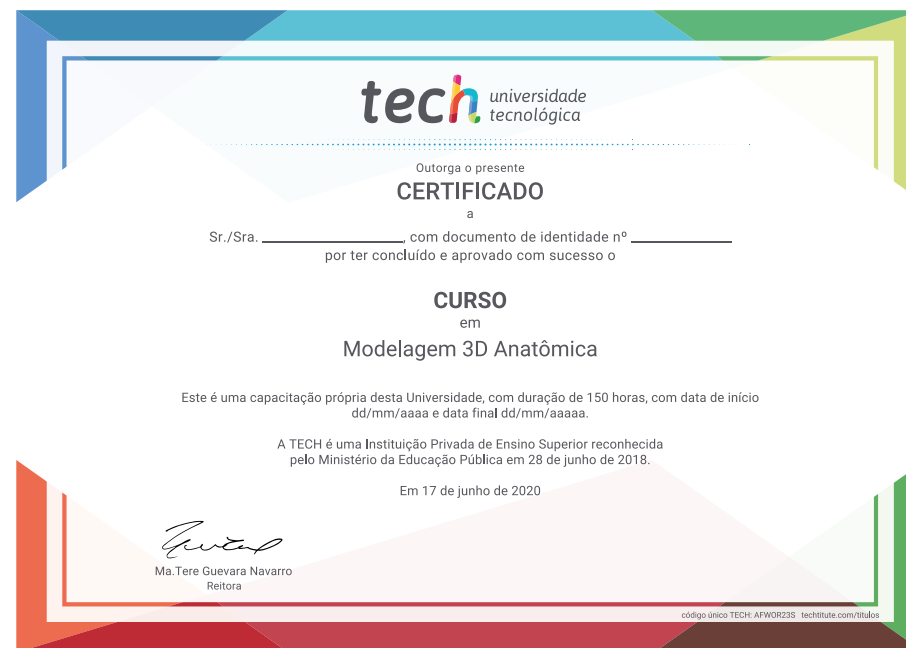 tech universidade
tecnológica
Outorga o presente
CERTIFICADO
a
Sr./Sra. ____________________, com documento de identidade nº ______________
por ter concluído e aprovado com sucesso o
CURSO
em
Modelagem 3D Anatômica
Este é uma capacitação própria desta Universidade, com duração de 150 horas, com data de início
dd/mm/aaaa e data final dd/mm/aaaaa.
A TECH é uma Instituição Privada de Ensino Superior reconhecida
pelo Ministério da Educação Pública em 28 de junho de 2018.
Em 17 de junho de 2020
Ma.Tere Guevara Navarro
Reitora
código único TECH: AFWOR23S techtitute.com/titulos